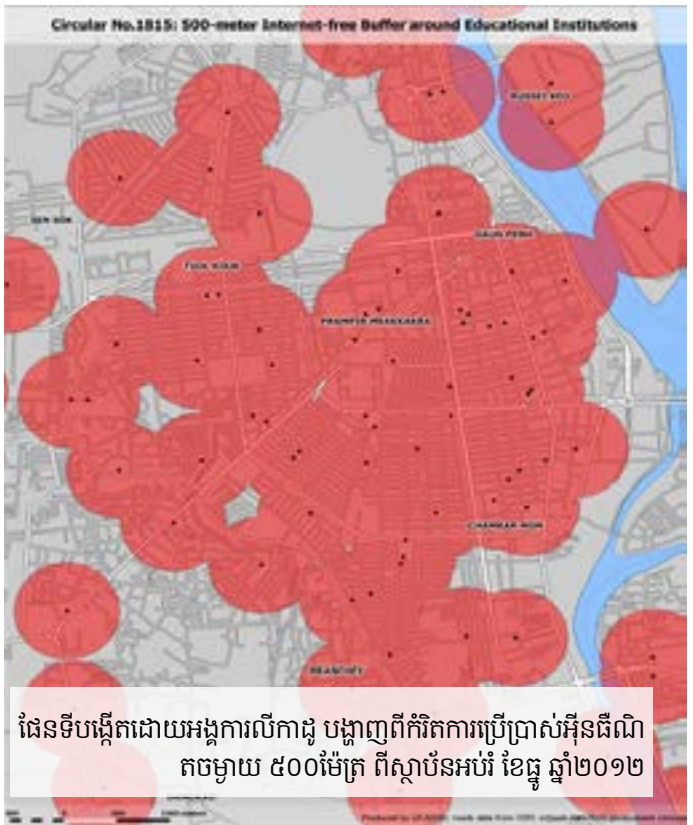 Circular No.1815: 500-meter Internet-free Buffer around Educational Institutions
RUSSEI KEO
SEN SOK
DAUN PENH
TUOL KOUK
PRAMPIR MEAKKAKRA
CHAMKAR MON
MEANCHEY
ផែនទីបង្កើតដោយអង្គការលីកាដូ បង្ហាញពីកំរិតការប្រើប្រាស់អ៊ីនធឺណិ
តចម្ងាយ ៥០០ម៉ែត្រ ពីស្ថាប័នអប់រំ ខែធ្នូ ឆ្នាំ២០១២